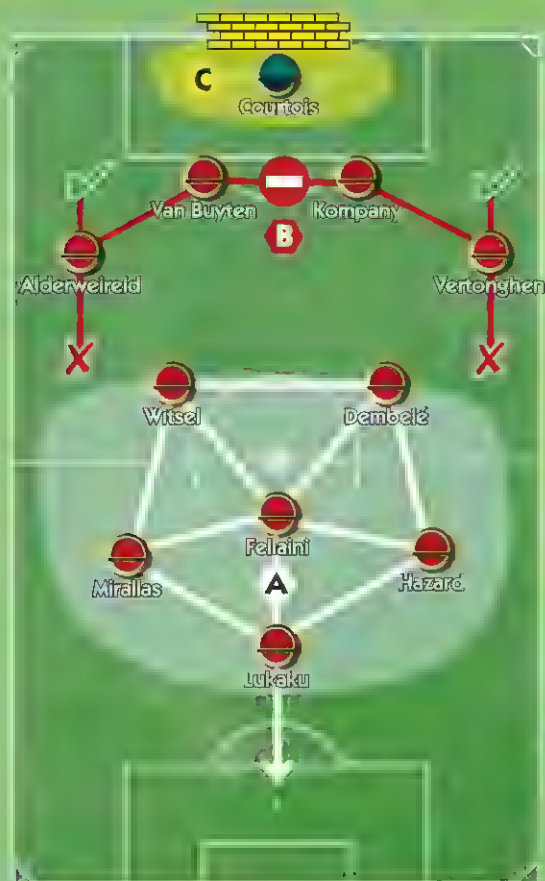 C
Courtois
Van Buyten
Kompany
B
Alderweireld
Vertonghen
X
X
Witsel
Dembelé
Fellaini
Mirallas
A
Hazard
Lukaku